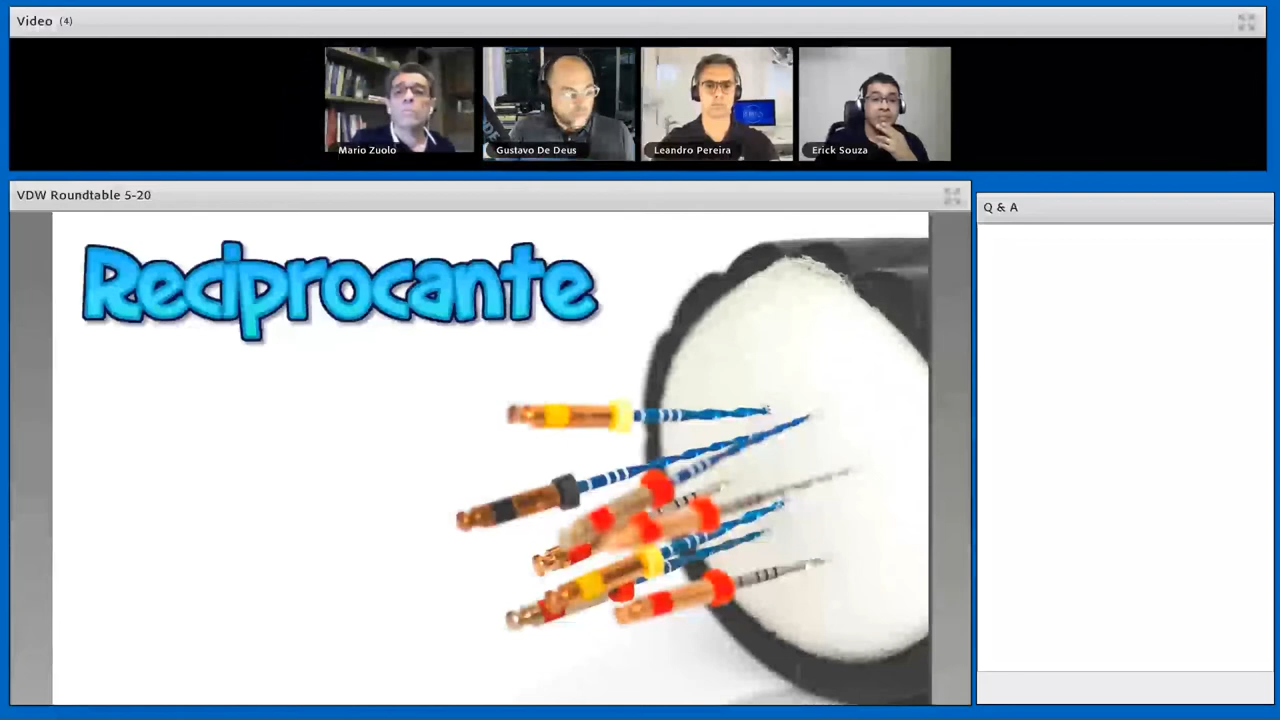 Video (4)
Mario Zuolo
Gustavo De Deus
Leandro Pereira
Erick Souza
VDW Roundtable 5-20
Q & A
Reciprocante